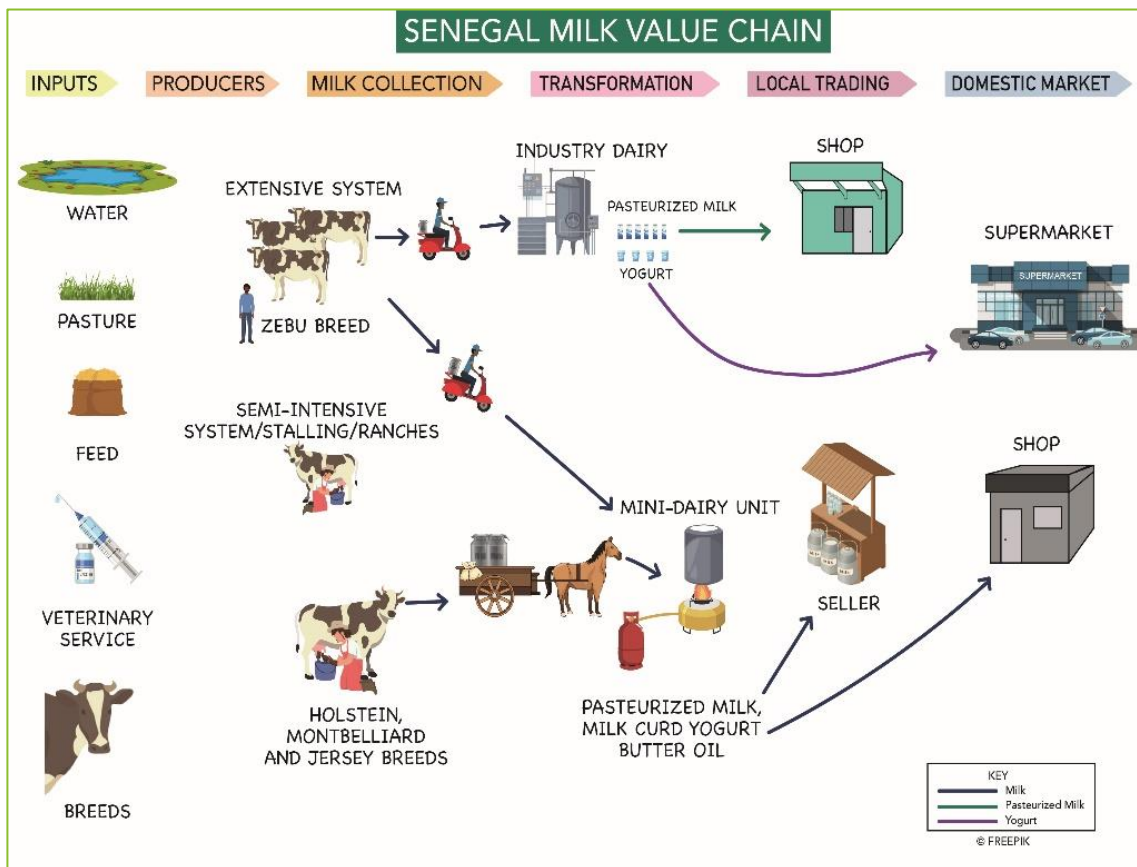 SENEGAL MILK VALUE CHAIN
INPUTS
PRODUCERS
MILK COLLECTION
TRANSFORMATION
LOCAL TRADING
DOMESTIC MARKET
WATER
PASTURE
FEED
VETERINARY
SERVICE
BREEDS
EXTENSIVE SYSTEM
ZEBU BREED
SEMI-INTENSIVE
SYSTEM/STALLING/RANCHES
HOLSTEIN,
MONTBELLIARD
AND JERSEY BREEDS
INDUSTRY DAIRY
PASTEURIZED MILK
YOGURT
MINI-DAIRY UNIT
PASTEURIZED MILK,
MILK CURD YOGURT
BUTTER OIL
SHOP
SELLER
SUPERMARKET
SUPERMARKET
SHOP
KEY
Milk
Pasteurized Milk
Yogurt
© FREEPIK